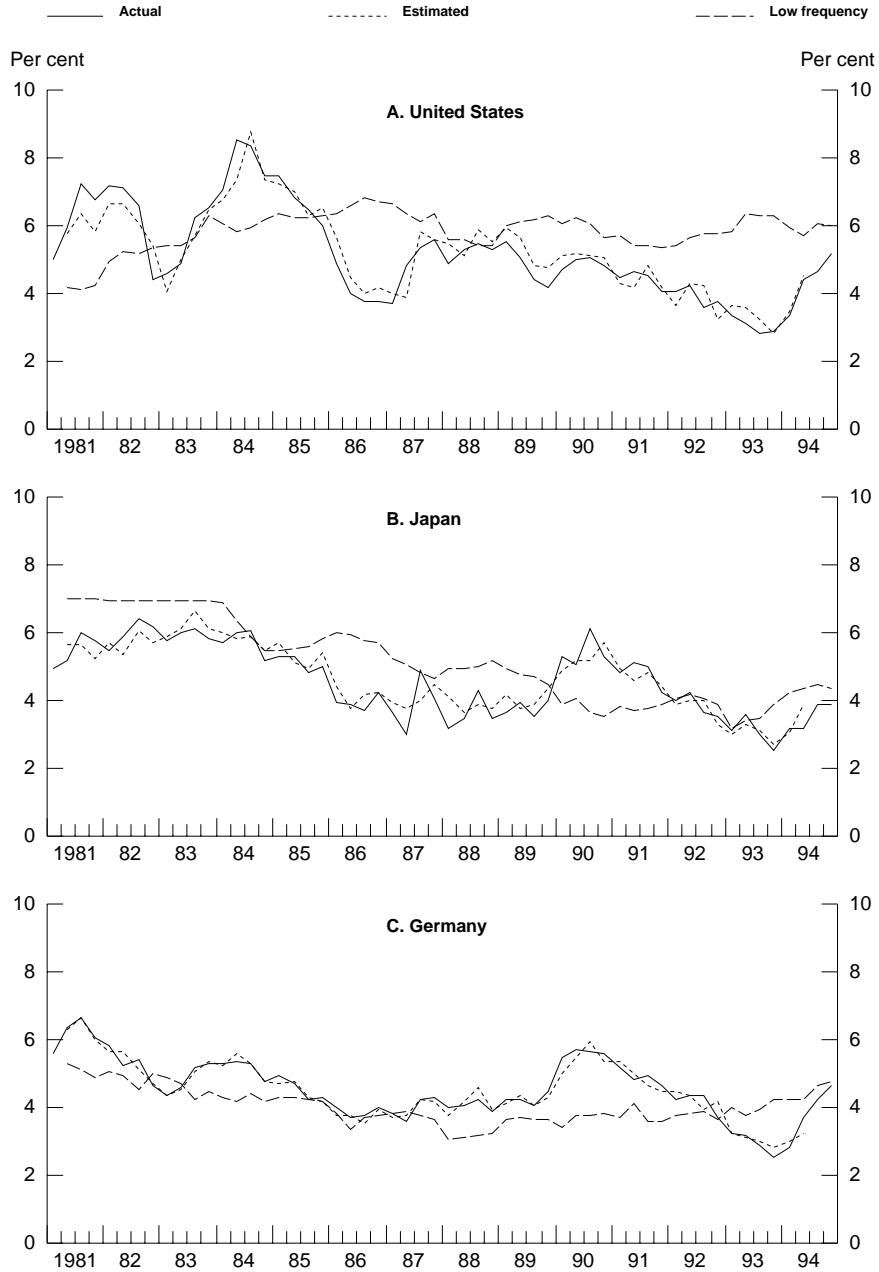 Actual Estimated Low frequency
Per cent Per cent
10 10
A. United States
8 8
6 6
4 4
2 2
0 0
1981 82 83 84 85 86 87 88 89 90 91 92 93 94
10 10
B. Japan
8 8
6 6
4 4
2 2
0 0
1981 82 83 84 85 86 87 88 89 90 91 92 93 94
10 10
C. Germany
8 8
6 6
4 4
2 2
0 0
1981 82 83 84 85 86 87 88 89 90 91 92 93 94